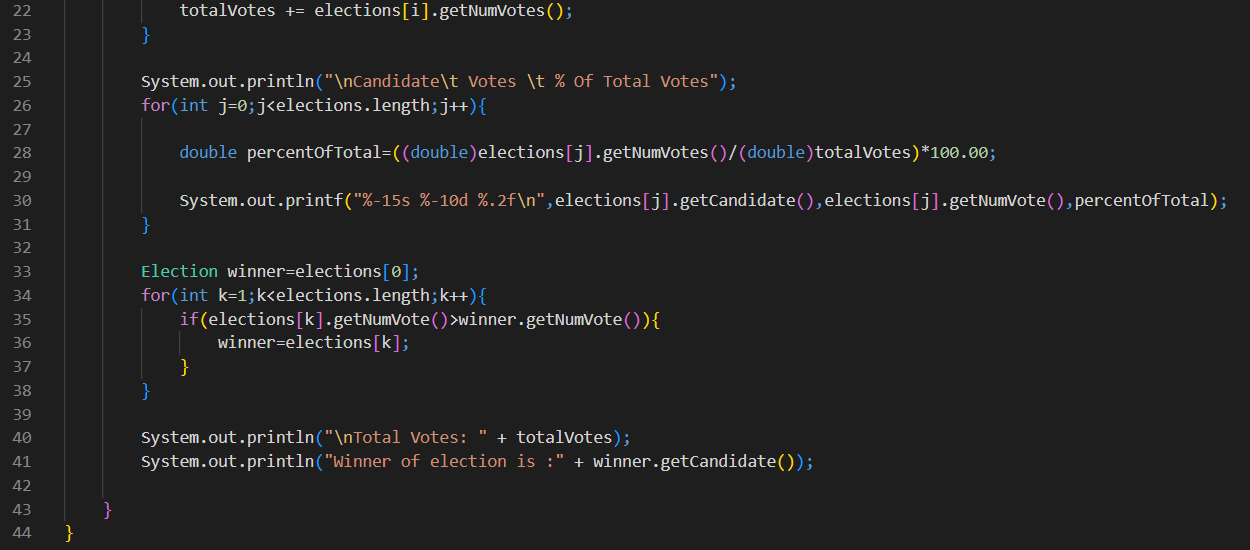 22 totalVotes += elections[i].getNumVotes();
23 }
24
25 System.out.println("\nCandidate\t Votes \t % Of Total Votes");
26 for(int j=0;j<elections.length;j++){
27
28 double percentOfTotal=((double)elections[j].getNumVotes()/(double)totalVotes)*100.00;
29
30 System.out.printf("%-15s %-10d %.2f\n",elections[j].getCandidate(),elections[j].getNumVote(),percentOfTotal);
31 }
32
33 Election winner=elections[0];
34 for(int k=1;k<elections.length;k++){
35 if(elections[k].getNumVote()>winner.getNumVote()){
36 winner=elections[k];
37 }
38 }
39
40 System.out.println("\nTotal Votes: " + totalVotes);
41 System.out.println("Winner of election is :" + winner.getCandidate());
42
43 }
44 }